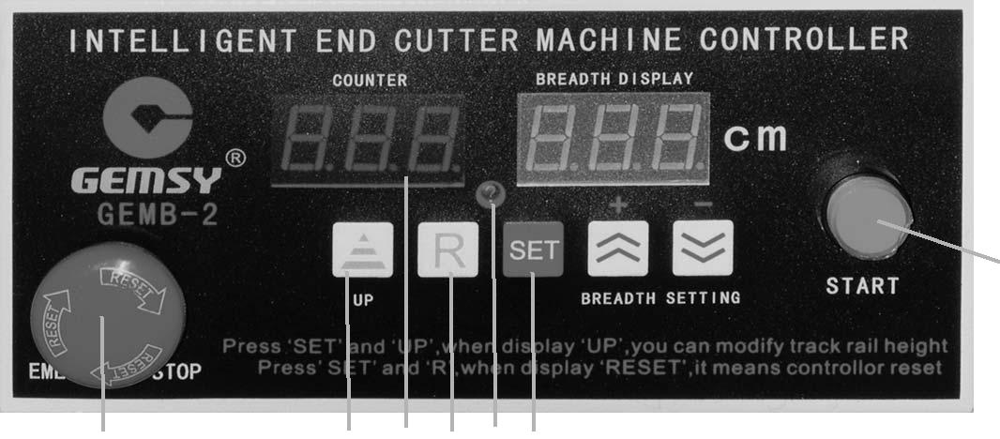 INTELLIGENT END CUTTER MACHINE CONTROLLER
COUNTER
BREADTH DISPLAY
cm
GEMSY®
GEMB-2
+ −
R
SET
UP
BREADTH SETTING
START
RESET
RESET
RESET
STOP
Press 'SET' and 'UP',when display 'UP',you can modify track rail height
Press' SET' and 'R',when display 'RESET',it means controllor reset